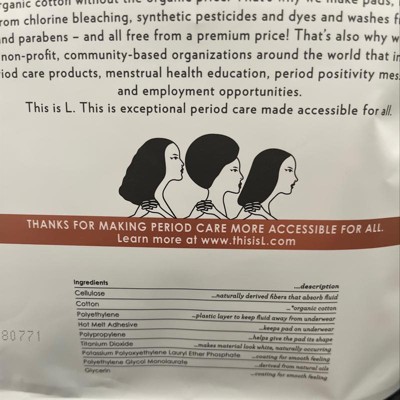 rganic cotton without the organic price! That's why we make pads,
rom chlorine bleaching, synthetic pesticides and dyes and washes f
nd parabens – and all free from a premium price! That's also why w
non-profit, community-based organizations around the world that in
iod care products, menstrual health education, period positivity mes
and employment opportunities.
This is L. This is exceptional period care made accessible for all.
THANKS FOR MAKING PERIOD CARE MORE ACCESSIBLE FOR ALL.
Learn more at www.thisisL.com
Ingredients ...description
Cellulose ...naturally derived fibers that absorb fluid
Cotton ...*organic cotton
Polyethylene ...plastic layer to keep fluid away from underwear
Hot Melt Adhesive ...keeps pad on underwear
Polypropylene ...helps give the pad its shape
Titanium Dioxide ...makes material look white, naturally occurring
Potassium Polyoxyethylene Lauryl Ether Phosphate ...coating for smooth feeling
Polyethylene Glycol Monolaurate ...derived from natural oils
Glycerin ...coating for smooth feeling
80771